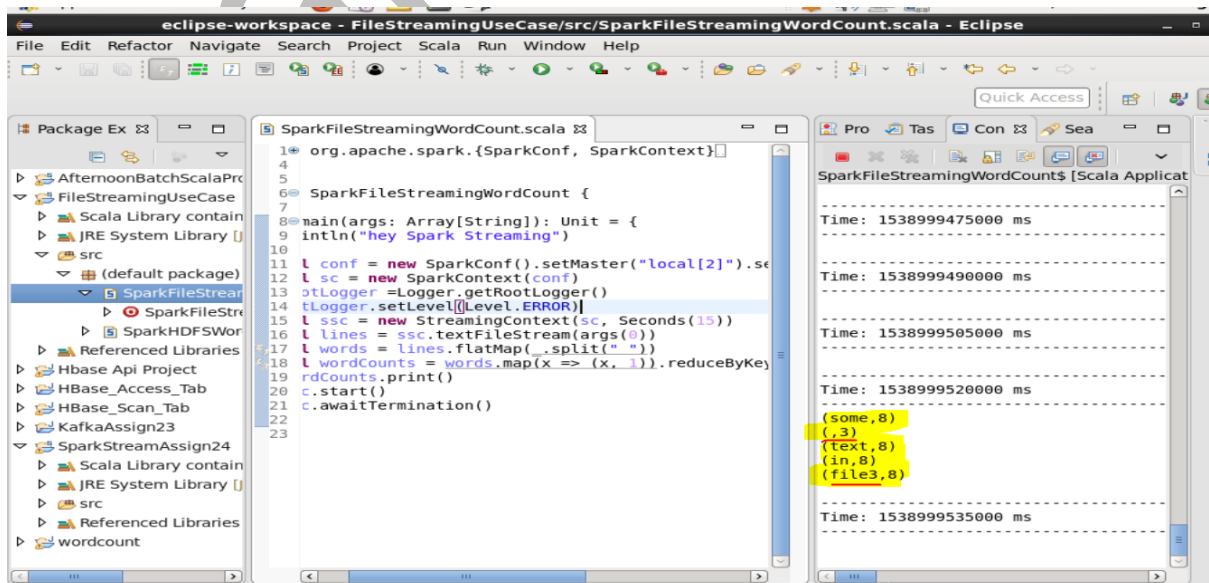 eclipse-workspace - FileStreamingUseCase/src/SparkFileStreamingWordCount.scala - Eclipse
File Edit Refactor Navigate Search Project Scala Run Window Help
Quick Access
Package Ex
AfternoonBatchScalaPro
FileStreamingUseCase
Scala Library contain
JRE System Library [J
src
(default package)
SparkFileStrear
SparkFileStre
SparkHDFSWor
Referenced Libraries
Hbase Api Project
HBase_Access_Tab
HBase_Scan_Tab
KafkaAssign23
SparkStreamAssign24
Scala Library contain
JRE System Library [J
src
Referenced Libraries
wordcount
SparkFileStreamingWordCount.scala
1 org.apache.spark.{SparkConf, SparkContext}
4
5
6 SparkFileStreamingWordCount {
7
8 main(args: Array[String]): Unit = {
9 intln("hey Spark Streaming")
10
11 l conf = new SparkConf().setMaster("local[2]").se
12 l sc = new SparkContext(conf)
13 otLogger =Logger.getRootLogger()
14 tLogger.setLevel(Level.ERROR)
15 l ssc = new StreamingContext(sc, Seconds(15))
16 l lines = ssc.textFileStream(args(0))
17 l words = lines.flatMap(_.split(" "))
18 l wordCounts = words.map(x => (x, 1)).reduceByKey
19 rdCounts.print()
20 c.start()
21 c.awaitTermination()
22
23
Pro Tas Con Sea
SparkFileStreamingWordCount$ [Scala Applicat
-------------------------------------------
Time: 1538999475000 ms
-------------------------------------------
-------------------------------------------
Time: 1538999490000 ms
-------------------------------------------
-------------------------------------------
Time: 1538999505000 ms
-------------------------------------------
-------------------------------------------
Time: 1538999520000 ms
-------------------------------------------
(some,8)
(,3)
(text,8)
(in,8)
(file3,8)
-------------------------------------------
Time: 1538999535000 ms
-------------------------------------------